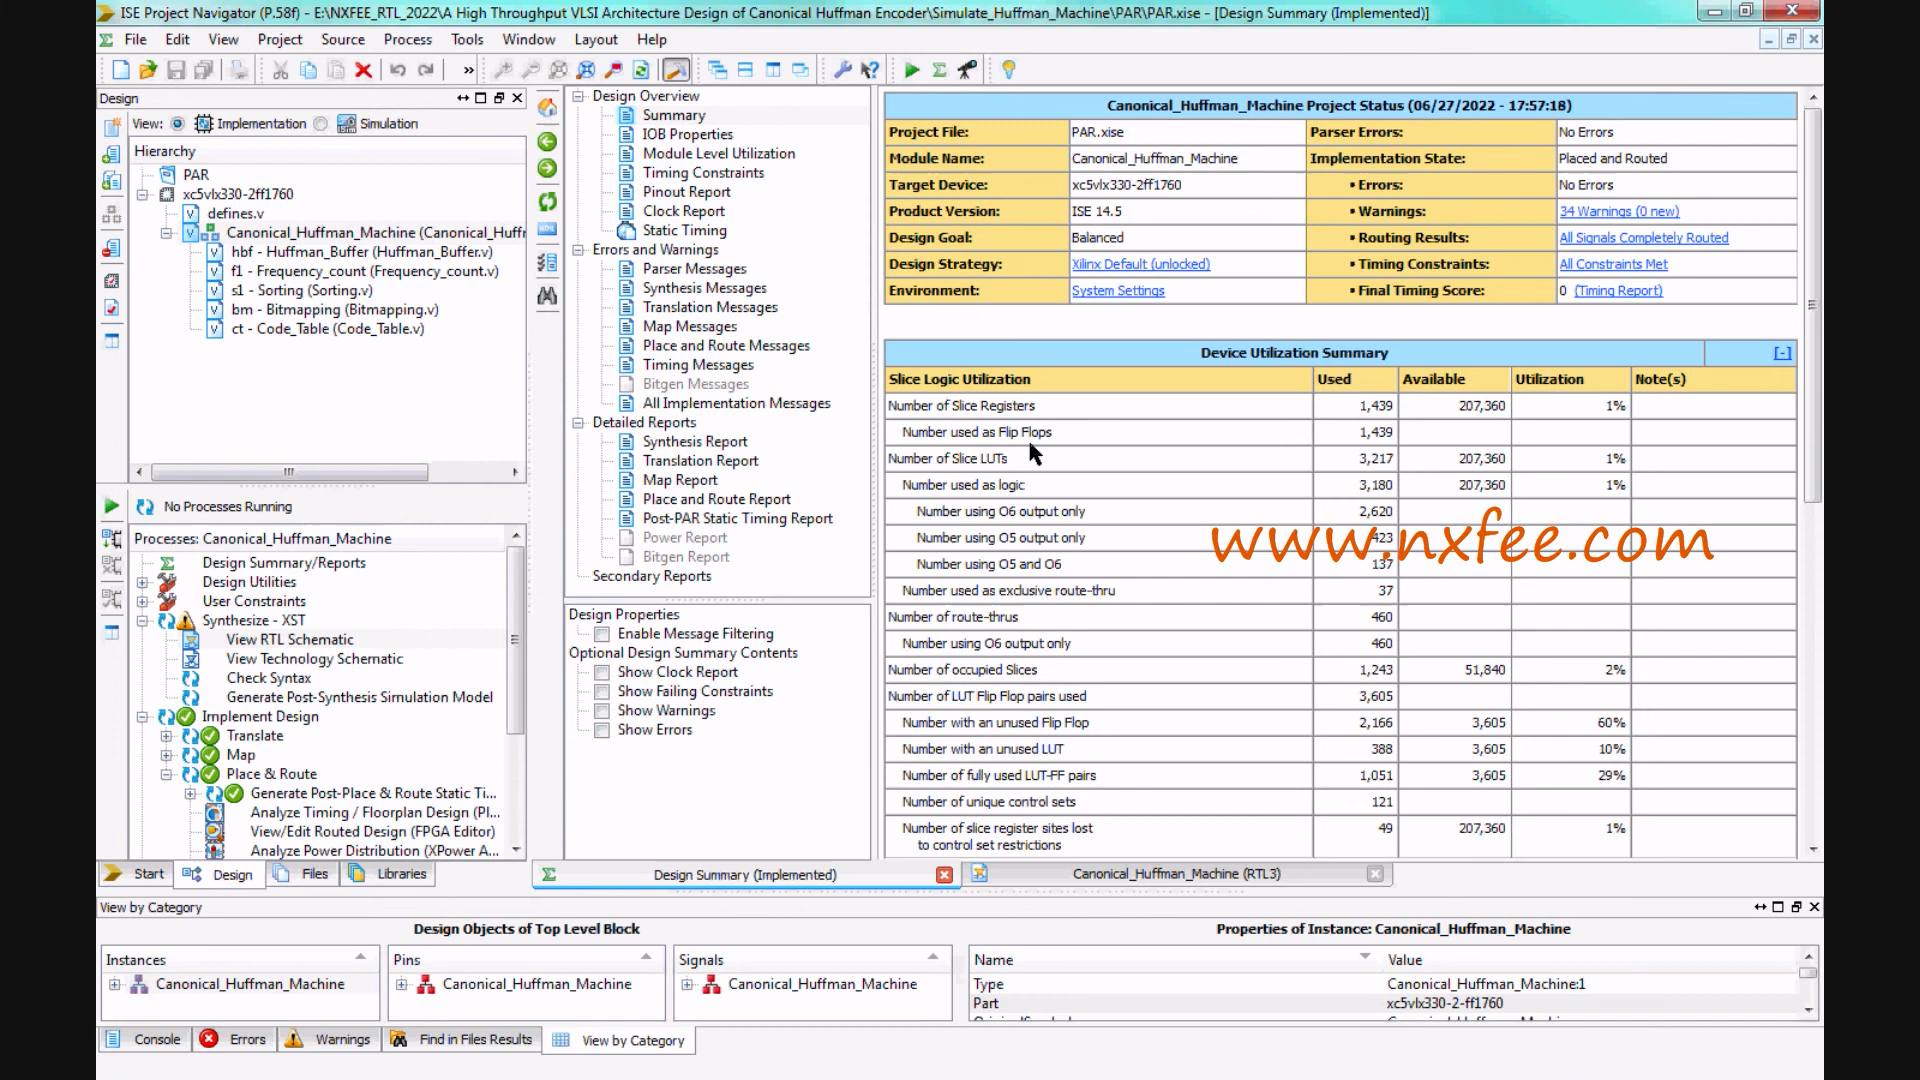 ISE Project Navigator (P.58f) - E:\NXFEE_RTL_2022\A High Throughput VLSI Architecture Design of Canonical Huffman Encoder\Simulate_Huffman_Machine\PAR\PAR.xise - [Design Summary (Implemented)]
File Edit View Project Source Process Tools Window Layout Help
»
Design
View: Implementation Simulation
Hierarchy
PAR
xc5vlx330-2ff1760
defines.v
Canonical_Huffman_Machine (Canonical_Huffr
hbf - Huffman_Buffer (Huffman_Buffer.v)
f1 - Frequency_count (Frequency_count.v)
s1 - Sorting (Sorting.v)
bm - Bitmapping (Bitmapping.v)
ct - Code_Table (Code_Table.v)
No Processes Running
Processes: Canonical_Huffman_Machine
Design Summary/Reports
Design Utilities
User Constraints
Synthesize - XST
View RTL Schematic
View Technology Schematic
Check Syntax
Generate Post-Synthesis Simulation Model
Implement Design
Translate
Map
Place & Route
Generate Post-Place & Route Static Ti...
Analyze Timing / Floorplan Design (Pl...
View/Edit Routed Design (FPGA Editor)
Analyze Power Distribution (XPower A...
Start Design Files Libraries
Design Overview
Summary
IOB Properties
Module Level Utilization
Timing Constraints
Pinout Report
Clock Report
Static Timing
Errors and Warnings
Parser Messages
Synthesis Messages
Translation Messages
Map Messages
Place and Route Messages
Timing Messages
Bitgen Messages
All Implementation Messages
Detailed Reports
Synthesis Report
Translation Report
Map Report
Place and Route Report
Post-PAR Static Timing Report
Power Report
Bitgen Report
Secondary Reports
Design Properties
Enable Message Filtering
Optional Design Summary Contents
Show Clock Report
Show Failing Constraints
Show Warnings
Show Errors
Canonical_Huffman_Machine Project Status (06/27/2022 - 17:57:18)
Project File: PAR.xise Parser Errors: No Errors
Module Name: Canonical_Huffman_Machine Implementation State: Placed and Routed
Target Device: xc5vlx330-2ff1760 • Errors: No Errors
Product Version: ISE 14.5 • Warnings: 34 Warnings (0 new)
Design Goal: Balanced • Routing Results: All Signals Completely Routed
Design Strategy: Xilinx Default (unlocked) • Timing Constraints: All Constraints Met
Environment: System Settings • Final Timing Score: 0 (Timing Report)
Device Utilization Summary [-]
Slice Logic Utilization Used Available Utilization Note(s)
Number of Slice Registers 1,439 207,360 1%
Number used as Flip Flops 1,439
Number of Slice LUTs 3,217 207,360 1%
Number used as logic 3,180 207,360 1%
Number using O6 output only 2,620
Number using O5 output only 423
Number using O5 and O6 137
www.nxfee.com
Number used as exclusive route-thru 37
Number of route-thrus 460
Number using O6 output only 460
Number of occupied Slices 1,243 51,840 2%
Number of LUT Flip Flop pairs used 3,605
Number with an unused Flip Flop 2,166 3,605 60%
Number with an unused LUT 388 3,605 10%
Number of fully used LUT-FF pairs 1,051 3,605 29%
Number of unique control sets 121
Number of slice register sites lost 49 207,360 1%
to control set restrictions
Design Summary (Implemented) Canonical_Huffman_Machine (RTL3)
View by Category
Design Objects of Top Level Block Properties of Instance: Canonical_Huffman_Machine
Instances Pins Signals Name Value
Canonical_Huffman_Machine Canonical_Huffman_Machine Canonical_Huffman_Machine Type Canonical_Huffman_Machine:1
Part xc5vlx330-2-ff1760
Console Errors Warnings Find in Files Results View by Category